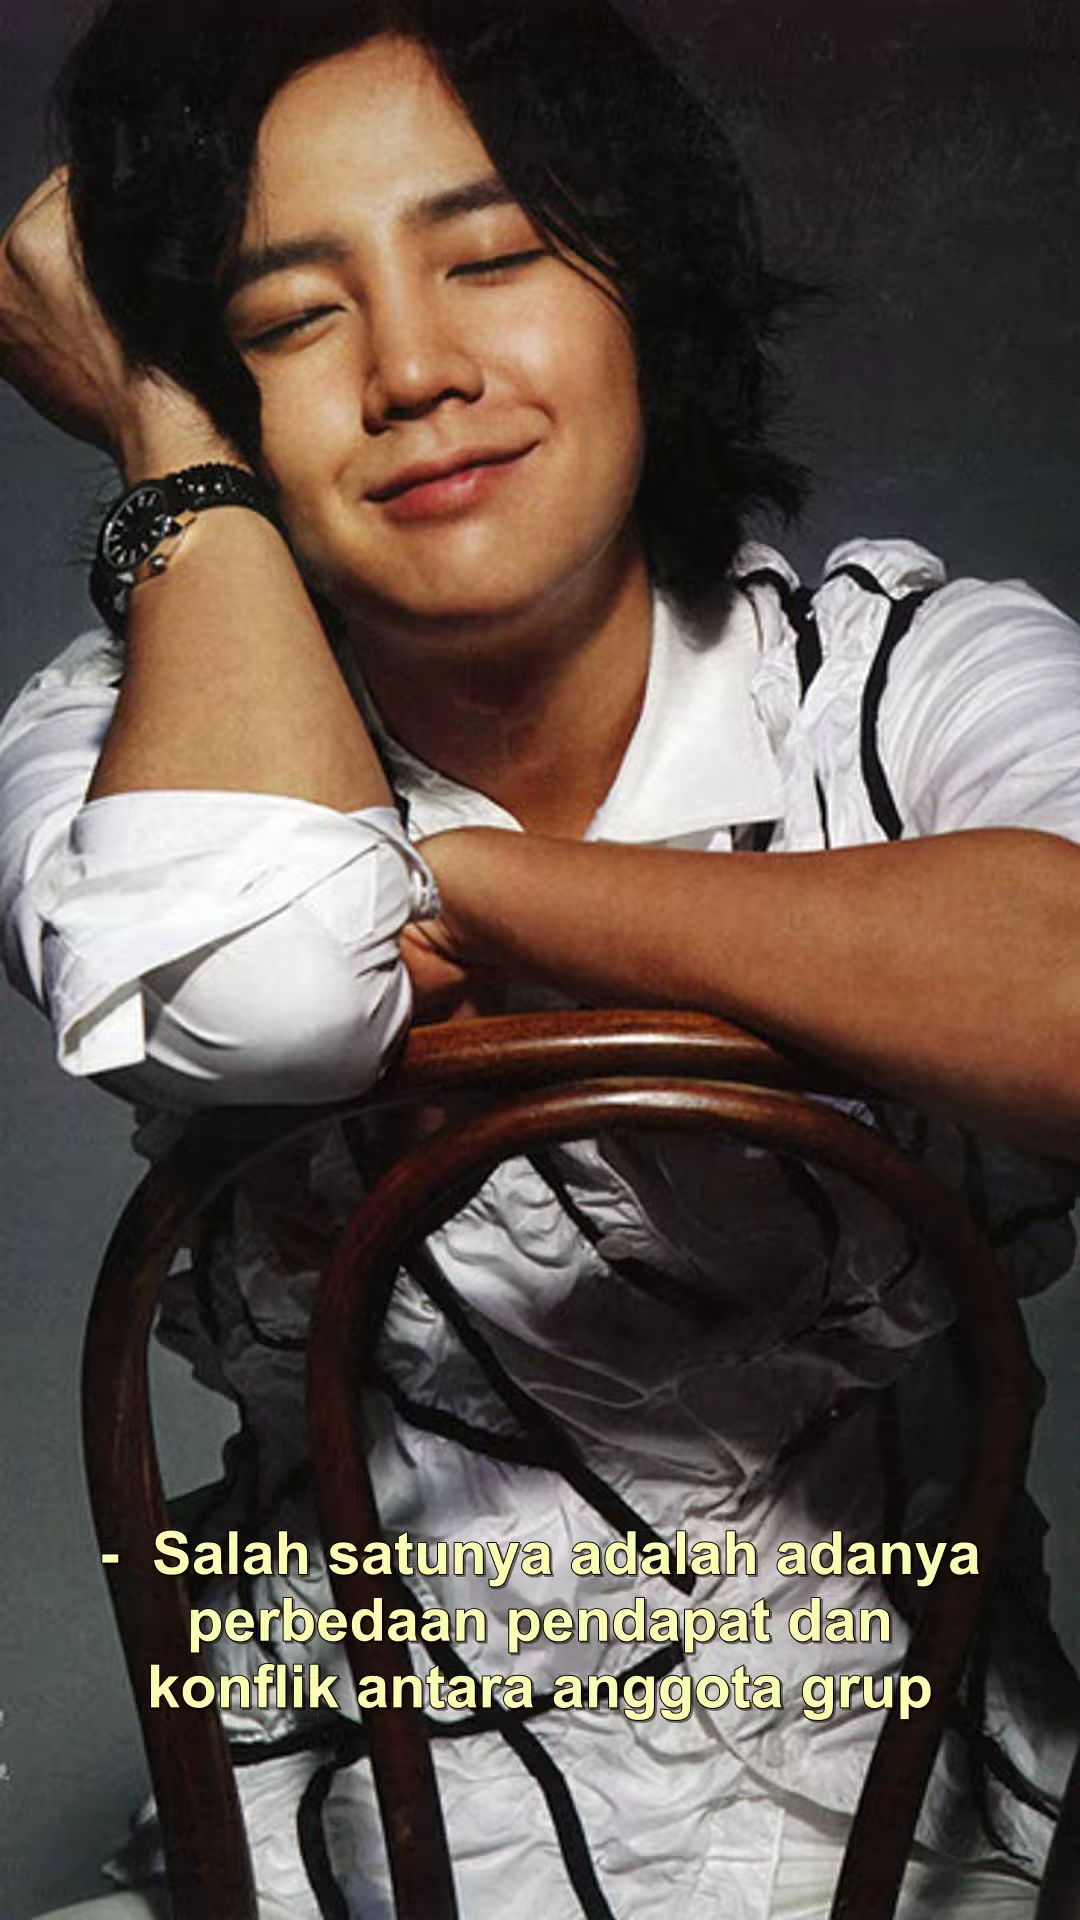 -  Salah satunya adalah adanya
perbedaan pendapat dan
konflik antara anggota grup